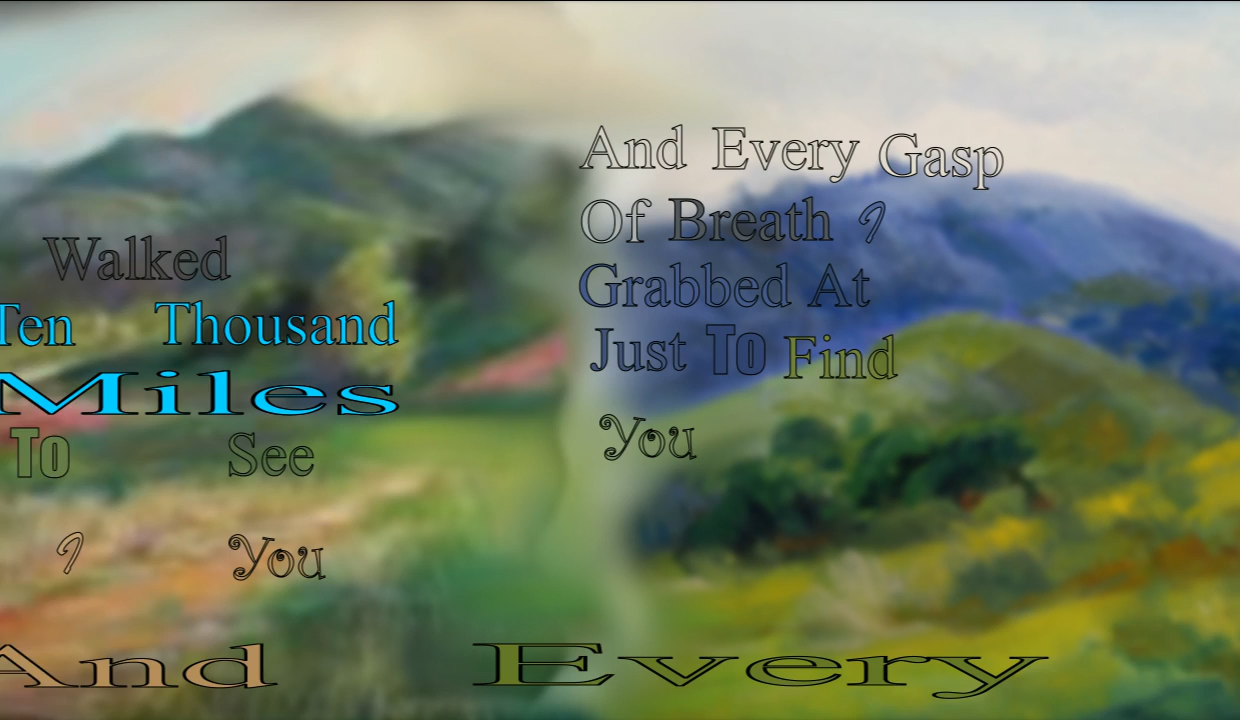 Walked
Ten Thousand
Miles
To See
I You
And Every Gasp
Of Breath I
Grabbed At
Just To Find
You
And Every